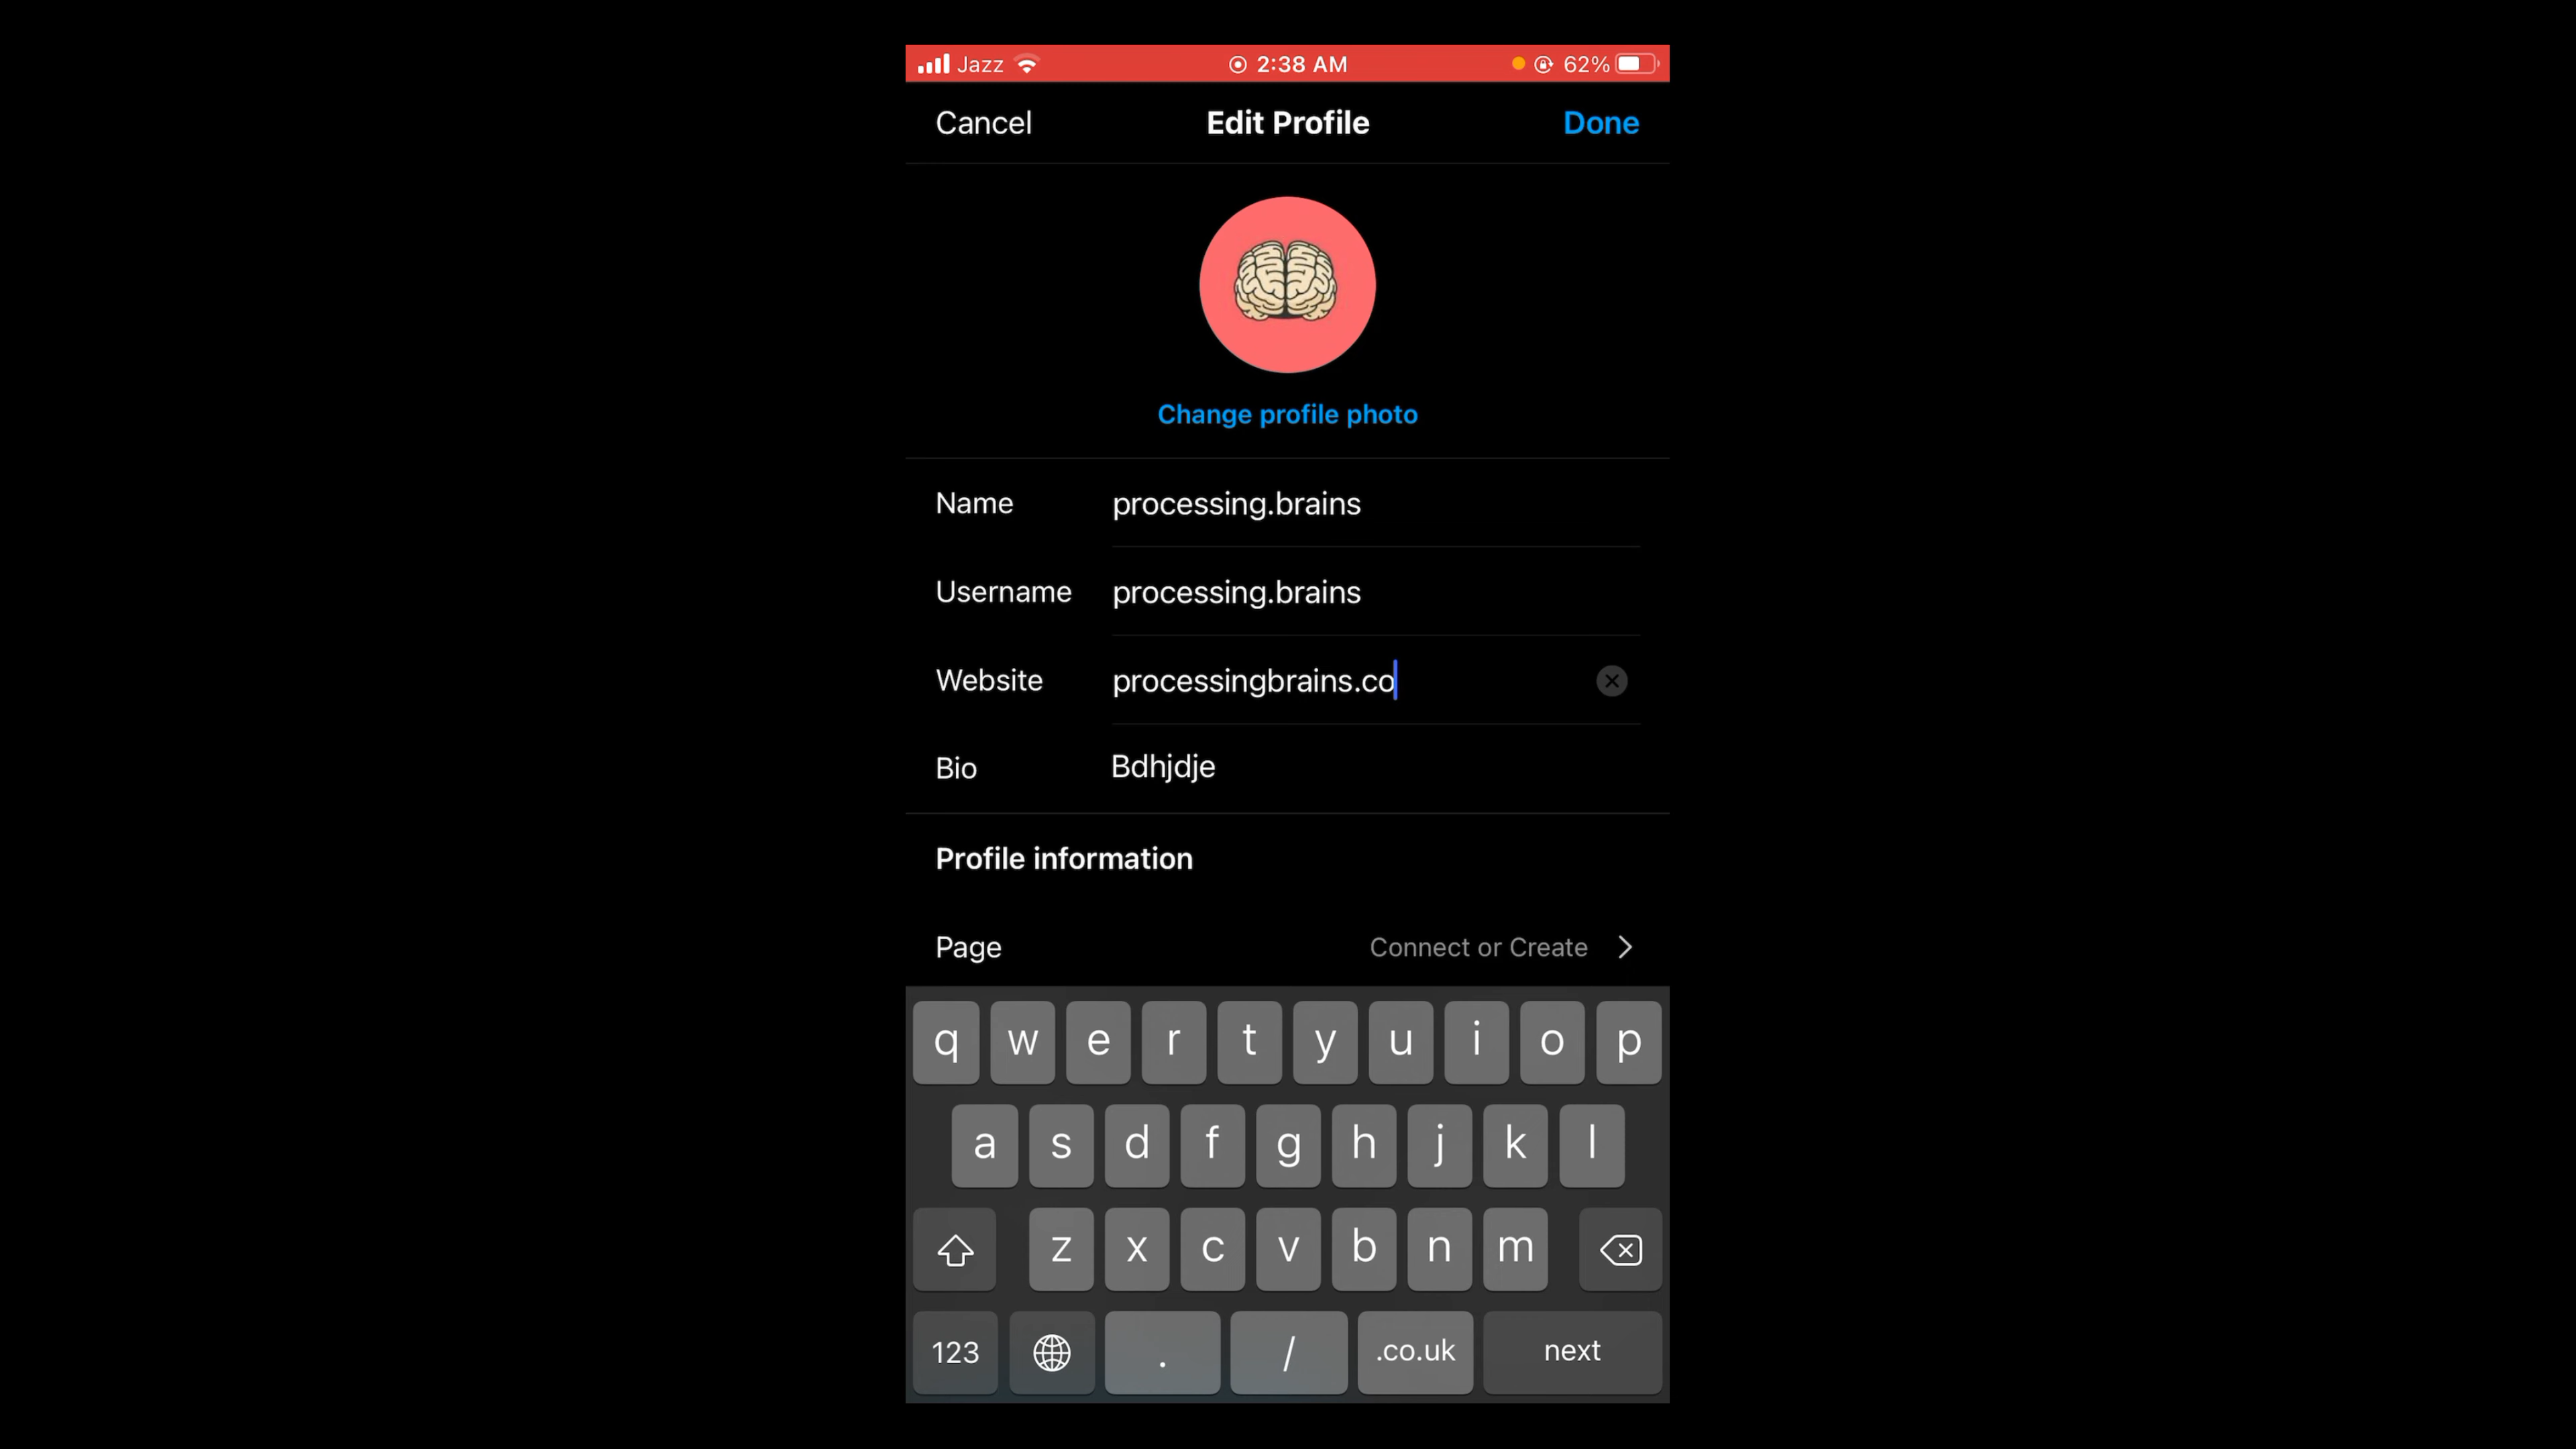 Jazz 2:38 AM 62%
Cancel Edit Profile Done
Change profile photo
Name processing.brains
Username processing.brains
Website processingbrains.co
Bio Bdhjdje
Profile information
Page Connect or Create
q w e r t y u i o p
a s d f g h j k l
z x c v b n m
123 . / .co.uk next